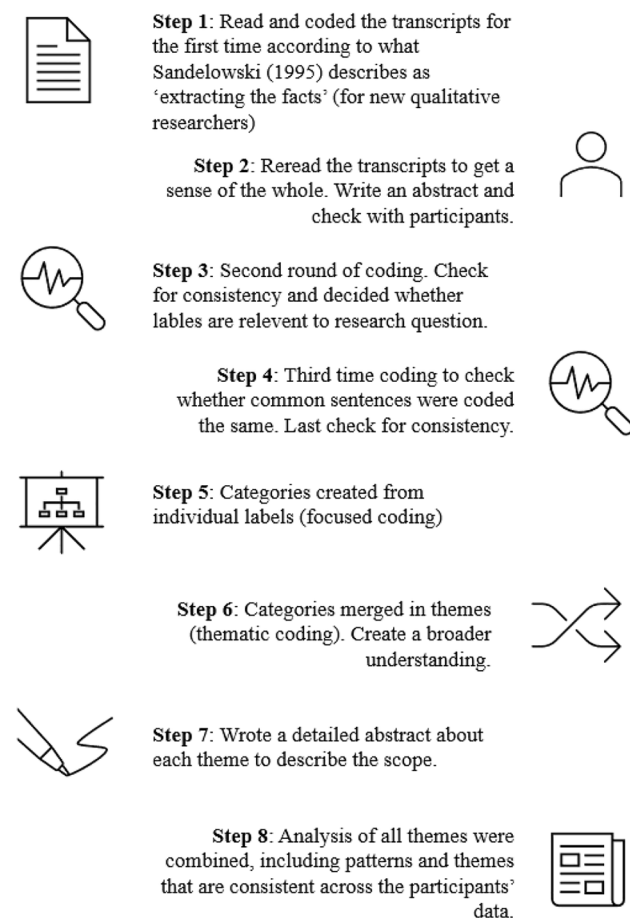 Step 1: Read and coded the transcripts for
the first time according to what
Sandelowski (1995) describes as
‘extracting the facts’ (for new qualitative
researchers)
Step 2: Reread the transcripts to get a
sense of the whole. Write an abstract and
check with participants.
Step 3: Second round of coding. Check
for consistency and decided whether
lables are relevent to research question.
Step 4: Third time coding to check
whether common sentences were coded
the same. Last check for consistency.
Step 5: Categories created from
individual labels (focused coding)
Step 6: Categories merged in themes
(thematic coding). Create a broader
understanding.
Step 7: Wrote a detailed abstract about
each theme to describe the scope.
Step 8: Analysis of all themes were
combined, including patterns and themes
that are consistent across the participants’
data.